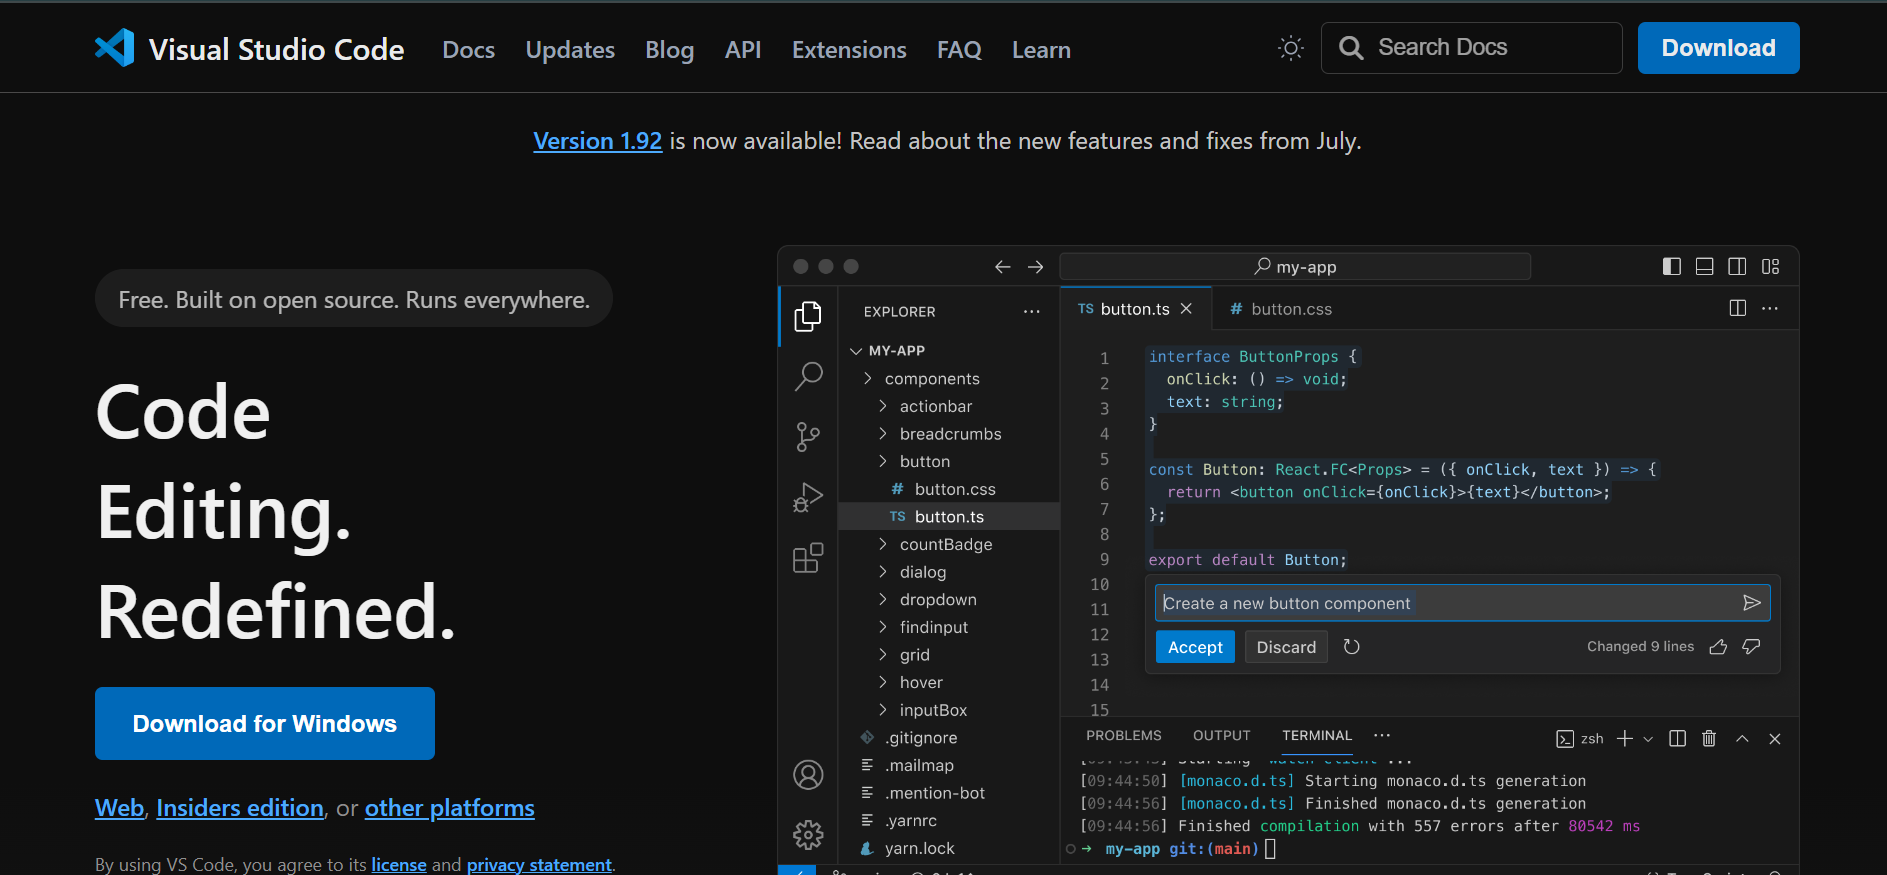 Visual Studio Code Docs Updates Blog API Extensions FAQ Learn Search Docs Download
Version 1.92 is now available! Read about the new features and fixes from July.
Free. Built on open source. Runs everywhere.
Code
Editing.
Redefined.
Download for Windows
Web, Insiders edition, or other platforms
By using VS Code, you agree to its license and privacy statement.
my-app
EXPLORER
MY-APP
components
actionbar
breadcrumbs
button
# button.css
TS button.ts
countBadge
dialog
dropdown
findinput
grid
hover
inputBox
.gitignore
.mailmap
.mention-bot
.yarnrc
yarn.lock
TS button.ts # button.css
1 interface ButtonProps {
2 onClick: () => void;
3 text: string;
4 }
5
6 const Button: React.FC<Props> = ({ onClick, text }) => {
7 return <button onClick={onClick}>{text}</button>;
8 };
9 export default Button;
10
11
12
13
14
15
Create a new button component
Accept Discard Changed 9 lines
PROBLEMS OUTPUT TERMINAL zsh
[09:44:50] [monaco.d.ts] Starting monaco.d.ts generation
[09:44:56] [monaco.d.ts] Finished monaco.d.ts generation
[09:44:56] Finished compilation with 557 errors after 80542 ms
my-app git:(main)